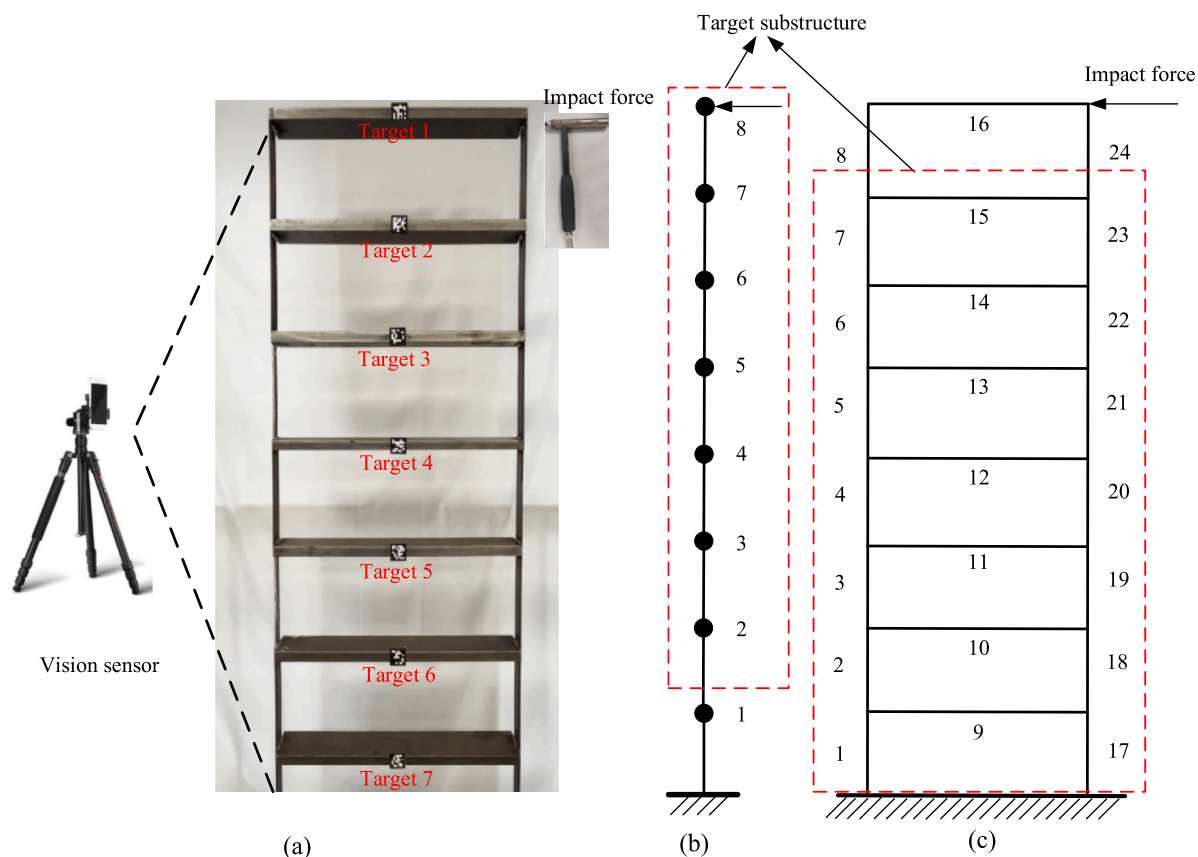 Target substructure
Impact force
Impact force
Target 1
Target 2
Target 3
Target 4
Target 5
Target 6
Target 7
Vision sensor
(a)
8
7
6
5
4
3
2
1
(b)
16
8
24
15
7
23
14
6
22
13
5
21
12
4
20
11
3
19
10
2
18
9
1
17
(c)